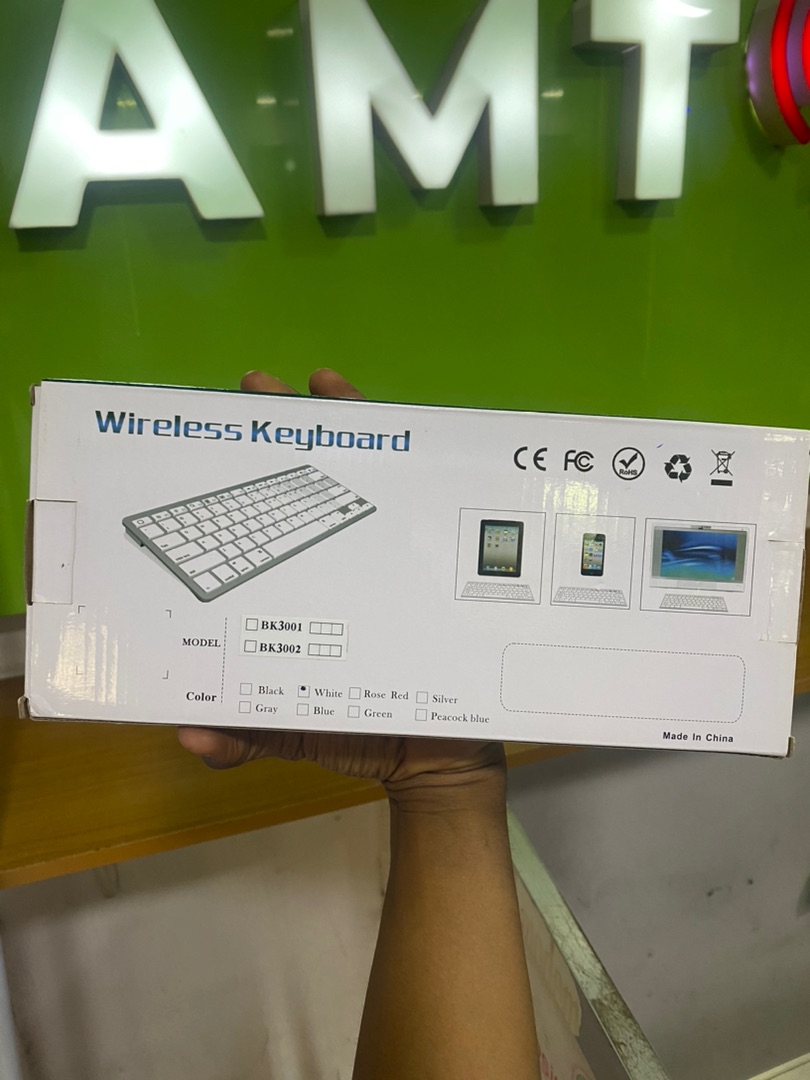 AMT
Wireless Keyboard
CE FC RoHS
MODEL
BK3001
BK3002
Color
Black White Rose Red Silver
Gray Blue Green Peacock blue
Made In China